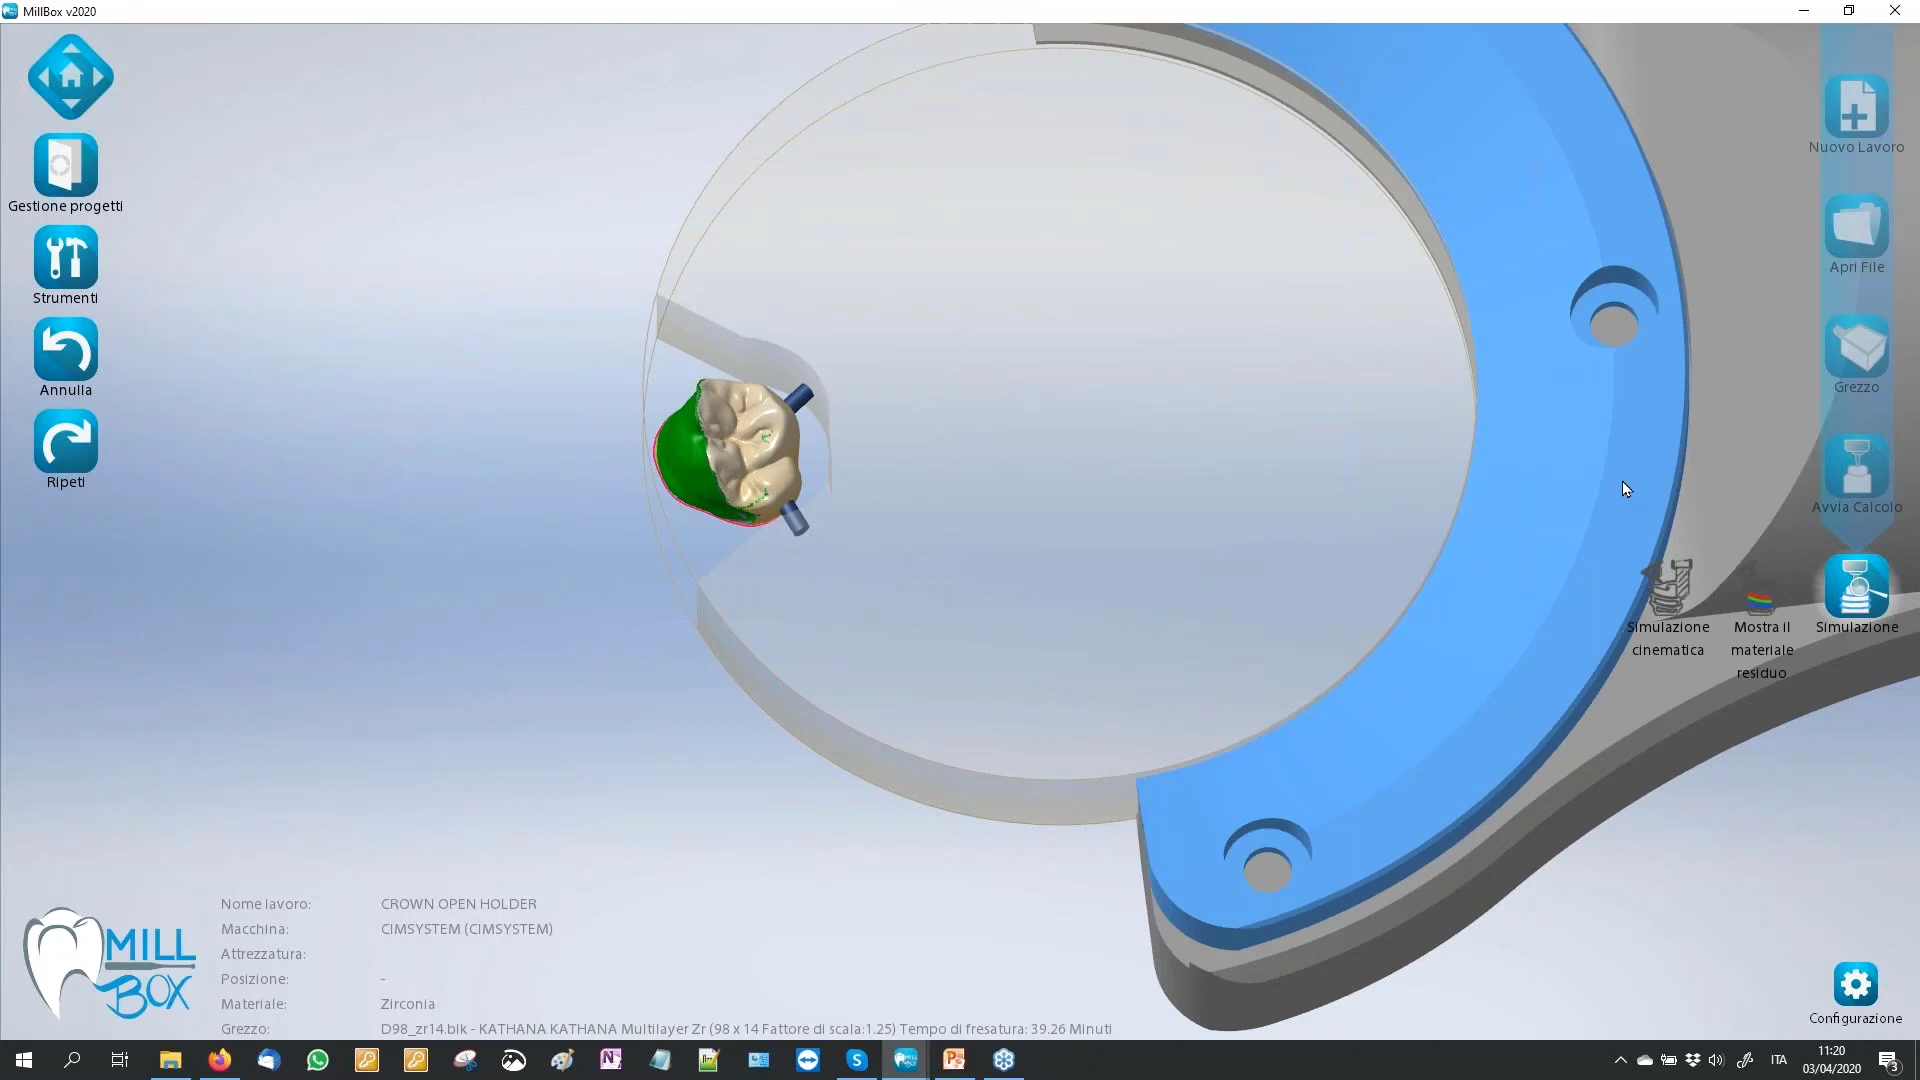 MillBox v2020
Gestione progetti
Strumenti
Annulla
Ripeti
Nuovo Lavoro
Apri File
Grezzo
Avvia Calcolo
Simulazione
cinematica
Mostra il
materiale
residuo
Simulazione
MILL
BOX
Nome lavoro: CROWN OPEN HOLDER
Macchina: CIMSYSTEM (CIMSYSTEM)
Attrezzatura:
Posizione: -
Materiale: Zirconia
Grezzo: D98_zr14.blk - KATHANA KATHANA Multilayer Zr (98 x 14 Fattore di scala:1.25) Tempo di fresatura: 39.26 Minuti
Configurazione
ITA
11:20
03/04/2020
3